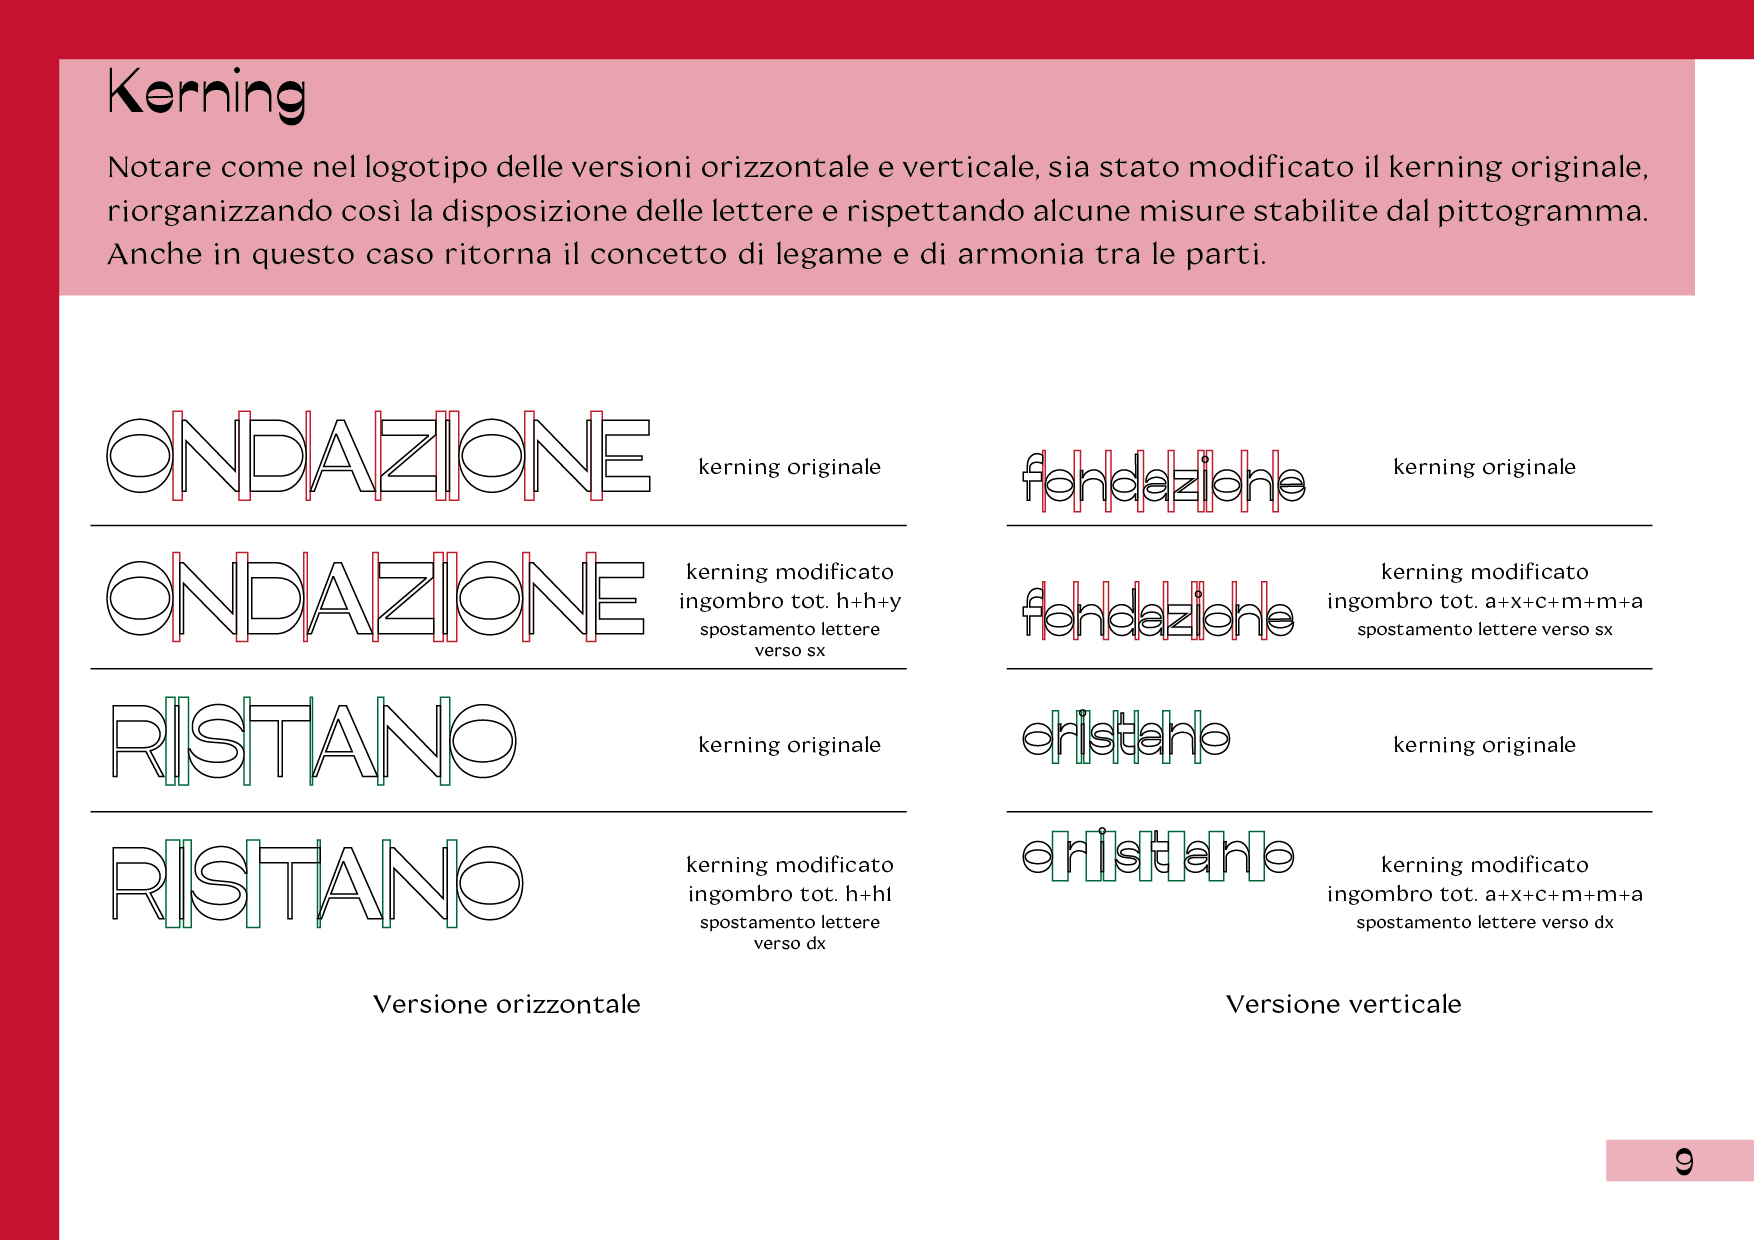 Kerning
Notare come nel logotipo delle versioni orizzontale e verticale, sia stato modificato il kerning originale,
riorganizzando così la disposizione delle lettere e rispettando alcune misure stabilite dal pittogramma.
Anche in questo caso ritorna il concetto di legame e di armonia tra le parti.
ONDAZIONE
kerning originale
ONDAZIONE
kerning modificato
ingombro tot. h+h+y
spostamento lettere
verso sx
RISTANO
kerning originale
RISTANO
kerning modificato
ingombro tot. h+h1
spostamento lettere
verso dx
Versione orizzontale
fondazione
kerning originale
fondazione
kerning modificato
ingombro tot. a+x+c+m+m+a
spostamento lettere verso sx
oristano
kerning originale
oristano
kerning modificato
ingombro tot. a+x+c+m+m+a
spostamento lettere verso dx
Versione verticale
9